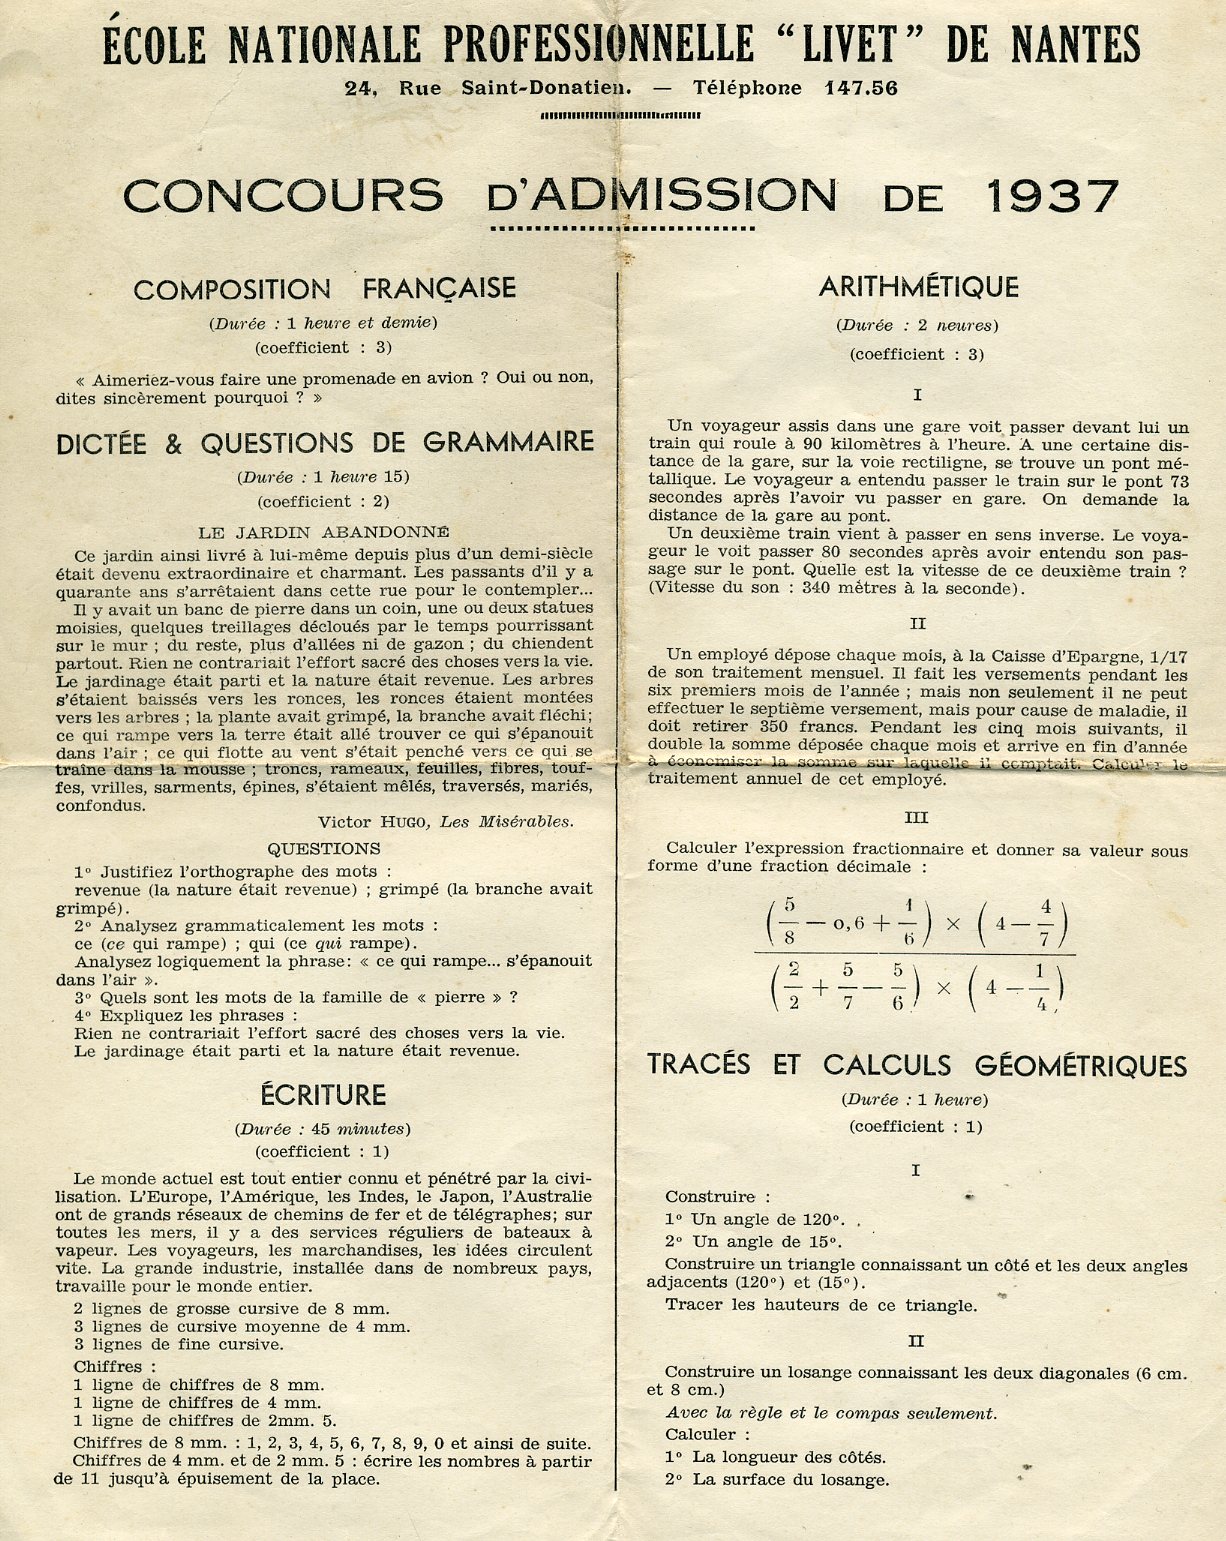 ÉCOLE NATIONALE PROFESSIONNELLE “LIVET” DE NANTES
24, Rue Saint-Donatien. — Téléphone 147.56
CONCOURS D'ADMISSION DE 1937
COMPOSITION FRANÇAISE
(Durée : 1 heure et demie)
(coefficient : 3)
« Aimeriez-vous faire une promenade en avion ? Oui ou non,
dites sincèrement pourquoi ? »
DICTÉE & QUESTIONS DE GRAMMAIRE
(Durée : 1 heure 15)
(coefficient : 2)
LE JARDIN ABANDONNÉ
Ce jardin ainsi livré à lui-même depuis plus d'un demi-siècle
était devenu extraordinaire et charmant. Les passants d'il y a
quarante ans s'arrêtaient dans cette rue pour le contempler...
Il y avait un banc de pierre dans un coin, une ou deux statues
moisies, quelques treillages décloués par le temps pourrissant
sur le mur ; du reste, plus d'allées ni de gazon ; du chiendent
partout. Rien ne contrariait l'effort sacré des choses vers la vie.
Le jardinage était parti et la nature était revenue. Les arbres
s'étaient baissés vers les ronces, les ronces étaient montées
vers les arbres ; la plante avait grimpé, la branche avait fléchi;
ce qui rampe vers la terre était allé trouver ce qui s'épanouit
dans l'air ; ce qui flotte au vent s'était penché vers ce qui se
traîne dans la mousse ; troncs, rameaux, feuilles, fibres, touf-
fes, vrilles, sarments, épines, s'étaient mêlés, traversés, mariés,
confondus.
Victor HUGO, Les Misérables.
QUESTIONS
1° Justifiez l'orthographe des mots :
revenue (la nature était revenue) ; grimpé (la branche avait
grimpé).
2° Analysez grammaticalement les mots :
ce (ce qui rampe) ; qui (ce qui rampe).
Analysez logiquement la phrase: « ce qui rampe... s'épanouit
dans l'air ».
3° Quels sont les mots de la famille de « pierre » ?
4° Expliquez les phrases :
Rien ne contrariait l'effort sacré des choses vers la vie.
Le jardinage était parti et la nature était revenue.
ÉCRITURE
(Durée : 45 minutes)
(coefficient : 1)
Le monde actuel est tout entier connu et pénétré par la civi-
lisation. L'Europe, l'Amérique, les Indes, le Japon, l'Australie
ont de grands réseaux de chemins de fer et de télégraphes; sur
toutes les mers, il y a des services réguliers de bateaux à
vapeur. Les voyageurs, les marchandises, les idées circulent
vite. La grande industrie, installée dans de nombreux pays,
travaille pour le monde entier.
2 lignes de grosse cursive de 8 mm.
3 lignes de cursive moyenne de 4 mm.
3 lignes de fine cursive.
Chiffres :
1 ligne de chiffres de 8 mm.
1 ligne de chiffres de 4 mm.
1 ligne de chiffres de 2mm. 5.
Chiffres de 8 mm. : 1, 2, 3, 4, 5, 6, 7, 8, 9, 0 et ainsi de suite.
Chiffres de 4 mm. et de 2 mm. 5 : écrire les nombres à partir
de 11 jusqu'à épuisement de la place.
ARITHMÉTIQUE
(Durée : 2 heures)
(coefficient : 3)
I
Un voyageur assis dans une gare voit passer devant lui un
train qui roule à 90 kilomètres à l'heure. A une certaine dis-
tance de la gare, sur la voie rectiligne, se trouve un pont mé-
tallique. Le voyageur a entendu passer le train sur le pont 73
secondes après l'avoir vu passer en gare. On demande la
distance de la gare au pont.
Un deuxième train vient à passer en sens inverse. Le voya-
geur le voit passer 80 secondes après avoir entendu son pas-
sage sur le pont. Quelle est la vitesse de ce deuxième train ?
(Vitesse du son : 340 mètres à la seconde).
II
Un employé dépose chaque mois, à la Caisse d'Epargne, 1/17
de son traitement mensuel. Il fait les versements pendant les
six premiers mois de l'année ; mais non seulement il ne peut
effectuer le septième versement, mais pour cause de maladie, il
doit retirer 350 francs. Pendant les cinq mois suivants, il
double la somme déposée chaque mois et arrive en fin d'année
à économiser la somme sur laquelle il comptait. Calculer le
traitement annuel de cet employé.
III
Calculer l'expression fractionnaire et donner sa valeur sous
forme d'une fraction décimale :
(5/8 — 0,6 + 1/6) × (4 — 4/7)
(2/2 + 5/7 — 5/6) × (4 — 1/4)
TRACÉS ET CALCULS GÉOMÉTRIQUES
(Durée : 1 heure)
(coefficient : 1)
I
Construire :
1° Un angle de 120°.
2° Un angle de 15°.
Construire un triangle connaissant un côté et les deux angles
adjacents (120°) et (15°).
Tracer les hauteurs de ce triangle.
II
Construire un losange connaissant les deux diagonales (6 cm.
et 8 cm.)
Avec la règle et le compas seulement.
Calculer :
1° La longueur des côtés.
2° La surface du losange.